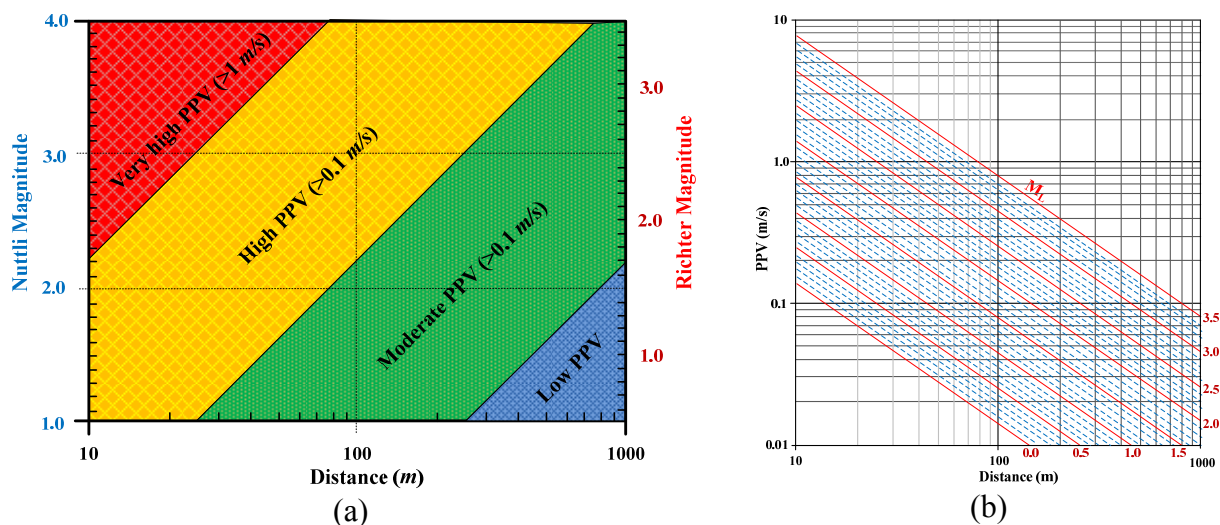 4.0
3.0
2.0
1.0
Nuttli Magnitude
Very high PPV (>1 m/s)
High PPV (>0.1 m/s)
Moderate PPV (>0.1 m/s)
Low PPV
3.0
2.0
1.0
Richter Magnitude
10
100
1000
Distance (m)
(a)
10
1.0
0.1
0.01
PPV (m/s)
M_L
3.5
3.0
2.5
2.0
0.0
0.5
1.0
1.5
10
100
1000
Distance (m)
(b)